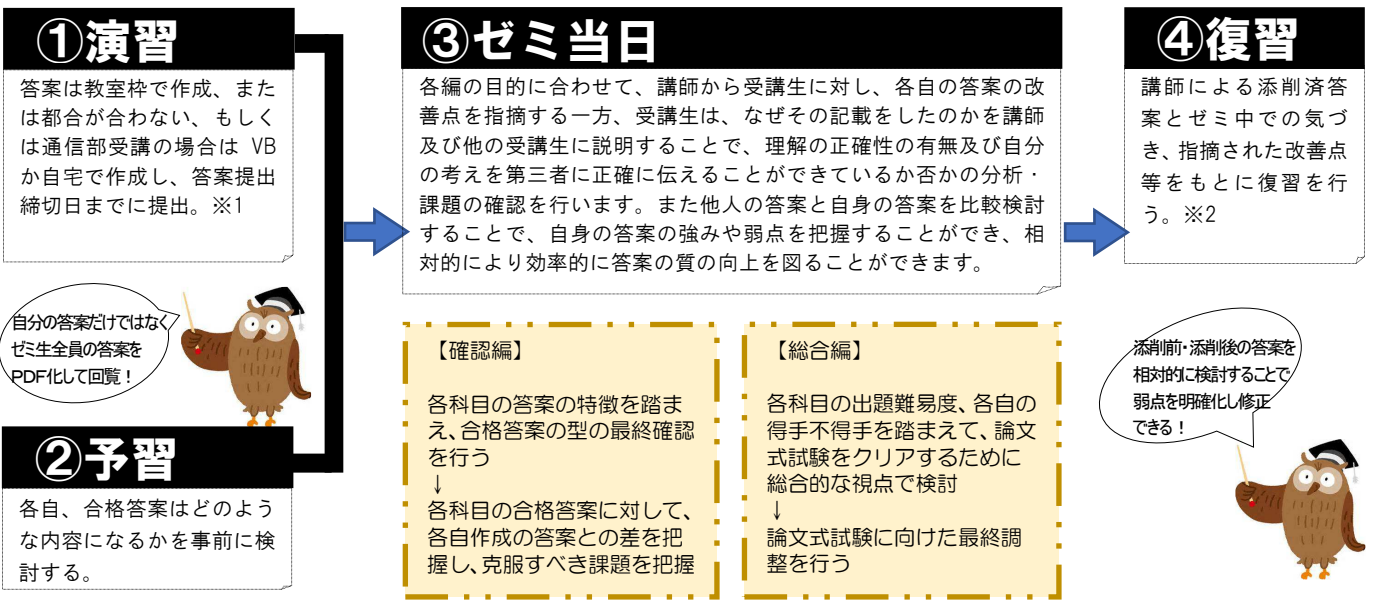 ①演習
答案は教室枠で作成、また
は都合が合わない、もしく
は通信部受講の場合は VB
か自宅で作成し、答案提出
締切日までに提出。※1
自分の答案だけではなく
ゼミ生全員の答案を
PDF化して回覧！
②予習
各自、合格答案はどのよう
な内容になるかを事前に検
討する。
③ゼミ当日
各編の目的に合わせて、講師から受講生に対し、各自の答案の改
善点を指摘する一方、受講生は、なぜその記載をしたのかを講師
及び他の受講生に説明することで、理解の正確性の有無及び自分
の考えを第三者に正確に伝えることができているか否かの分析・
課題の確認を行います。また他人の答案と自身の答案を比較検討
することで、自身の答案の強みや弱点を把握することができ、相
対的により効率的に答案の質の向上を図ることができます。
【確認編】
各科目の答案の特徴を踏ま
え、合格答案の型の最終確認
を行う
↓
各科目の合格答案に対して、
各自作成の答案との差を把
握し、克服すべき課題を把握
【総合編】
各科目の出題難易度、各自の
得手不得手を踏まえて、論文
式試験をクリアするために
総合的な視点で検討
↓
論文式試験に向けた最終調
整を行う
④復習
講師による添削済答
案とゼミ中での気づ
き、指摘された改善点
等をもとに復習を行
う。※2
添削前・添削後の答案を
相対的に検討することで
弱点を明確化し修正
できる！